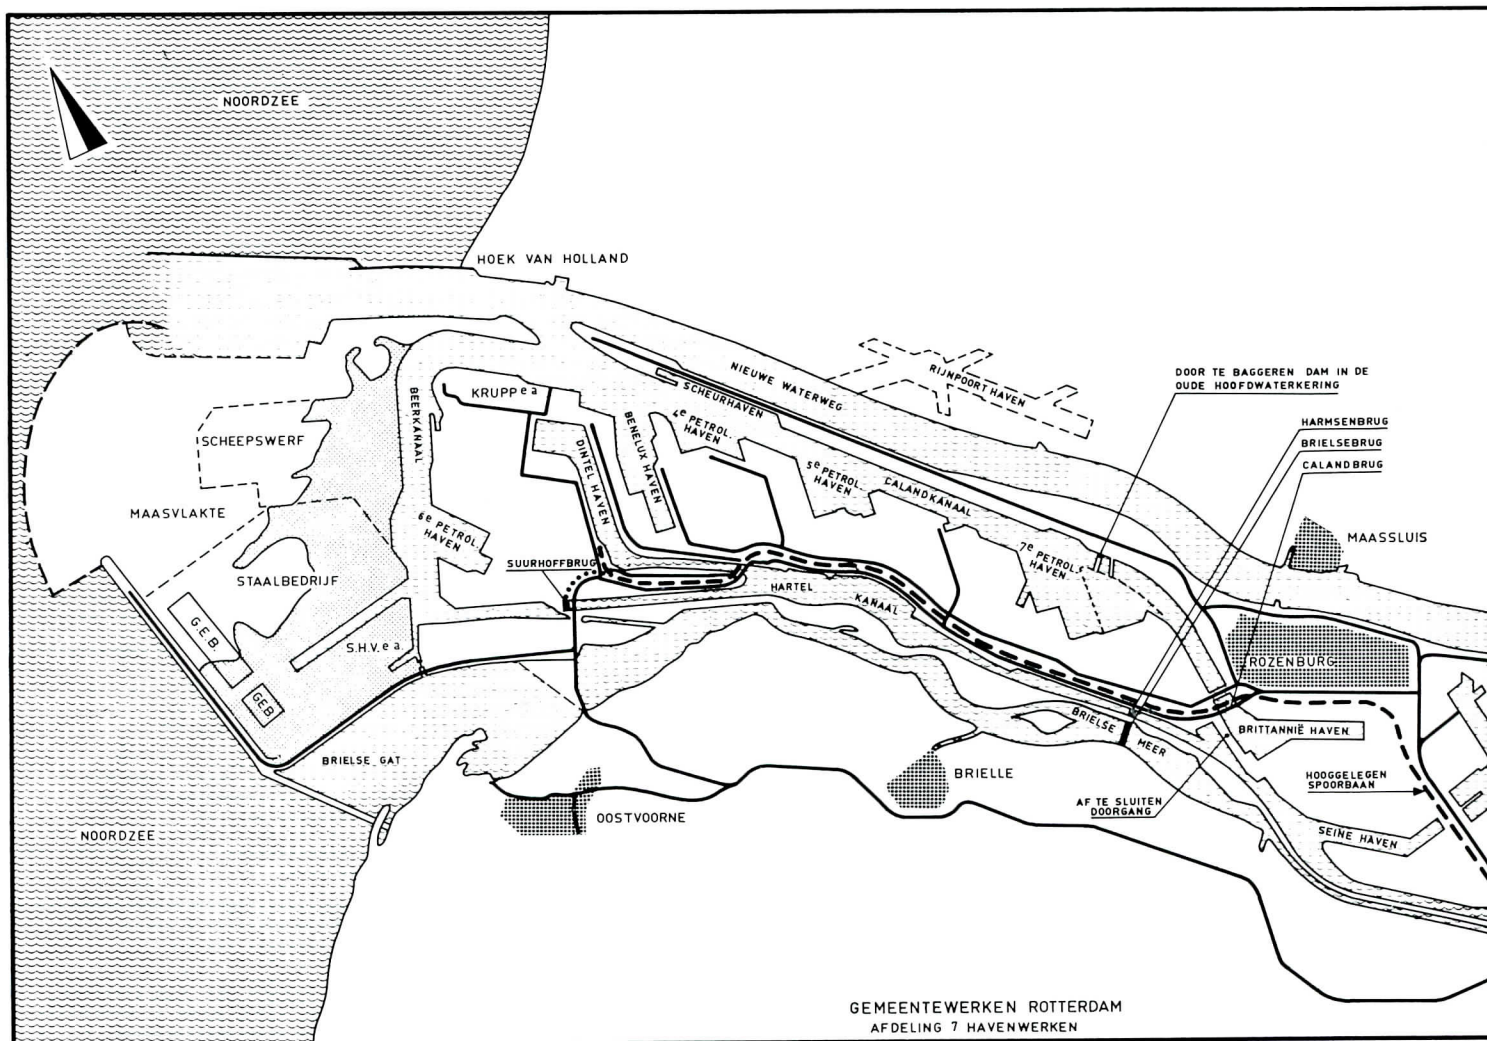 NOORDZEE
HOEK VAN HOLLAND
NIEUWE WATERWEG
RIJNPOORT HAVEN
DOOR TE BAGGEREN DAM IN DE
OUDE HOOFDWATERKERING
HARMSENBRUG
BRIELSEBRUG
CALANDBRUG
KRUPP e a
SCHEURHAVEN
BEERKANAAL
SCHEEPSWERF
DINTEL HAVEN
BENELUX HAVEN
4e PETROL.
HAVEN
5e PETROL.
HAVEN
CALANDKANAAL
MAASVLAKTE
6e PETROL.
HAVEN
7e PETROL.
HAVEN
MAASSLUIS
SUURHOFFBRUG
STAALBEDRIJF
HARTEL
KANAAL
G.E.B.
S.H.V. e a.
GEB
ROZENBURG
BRIELSE
MEER
BRITTANNIË HAVEN
BRIELSE GAT
BRIELLE
HOOGGELEGEN
SPOORBAAN
AF TE SLUITEN
DOORGANG
OOSTVOORNE
NOORDZEE
SEINE HAVEN
GEMEENTEWERKEN ROTTERDAM
AFDELING 7 HAVENWERKEN